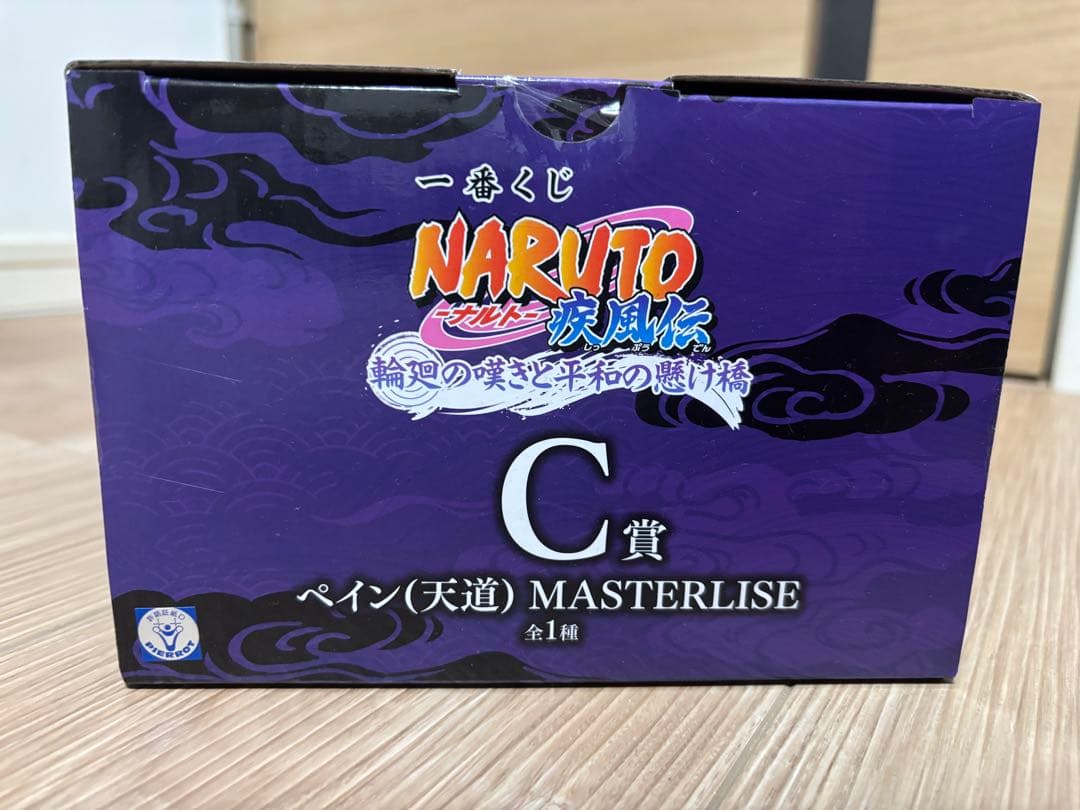 一番くじ
NARUTO
-ナルト-
疾風伝
しっ ぷう でん
輪廻の嘆きと平和の懸け橋
C賞
ペイン(天道) MASTERLISE
全1種
PIERROT